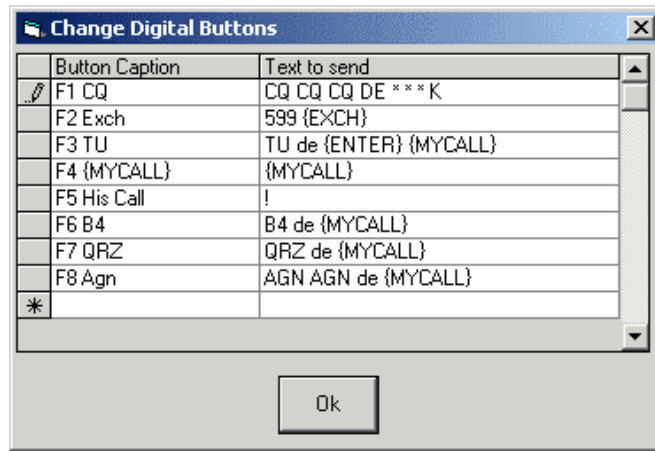 Change Digital Buttons
Button Caption Text to send
F1 CQ CQ CQ CQ DE * * * K
F2 Exch 599 {EXCH}
F3 TU TU de {ENTER} {MYCALL}
F4 {MYCALL} {MYCALL}
F5 His Call !
F6 B4 B4 de {MYCALL}
F7 QRZ QRZ de {MYCALL}
F8 Agn AGN AGN de {MYCALL}
Ok